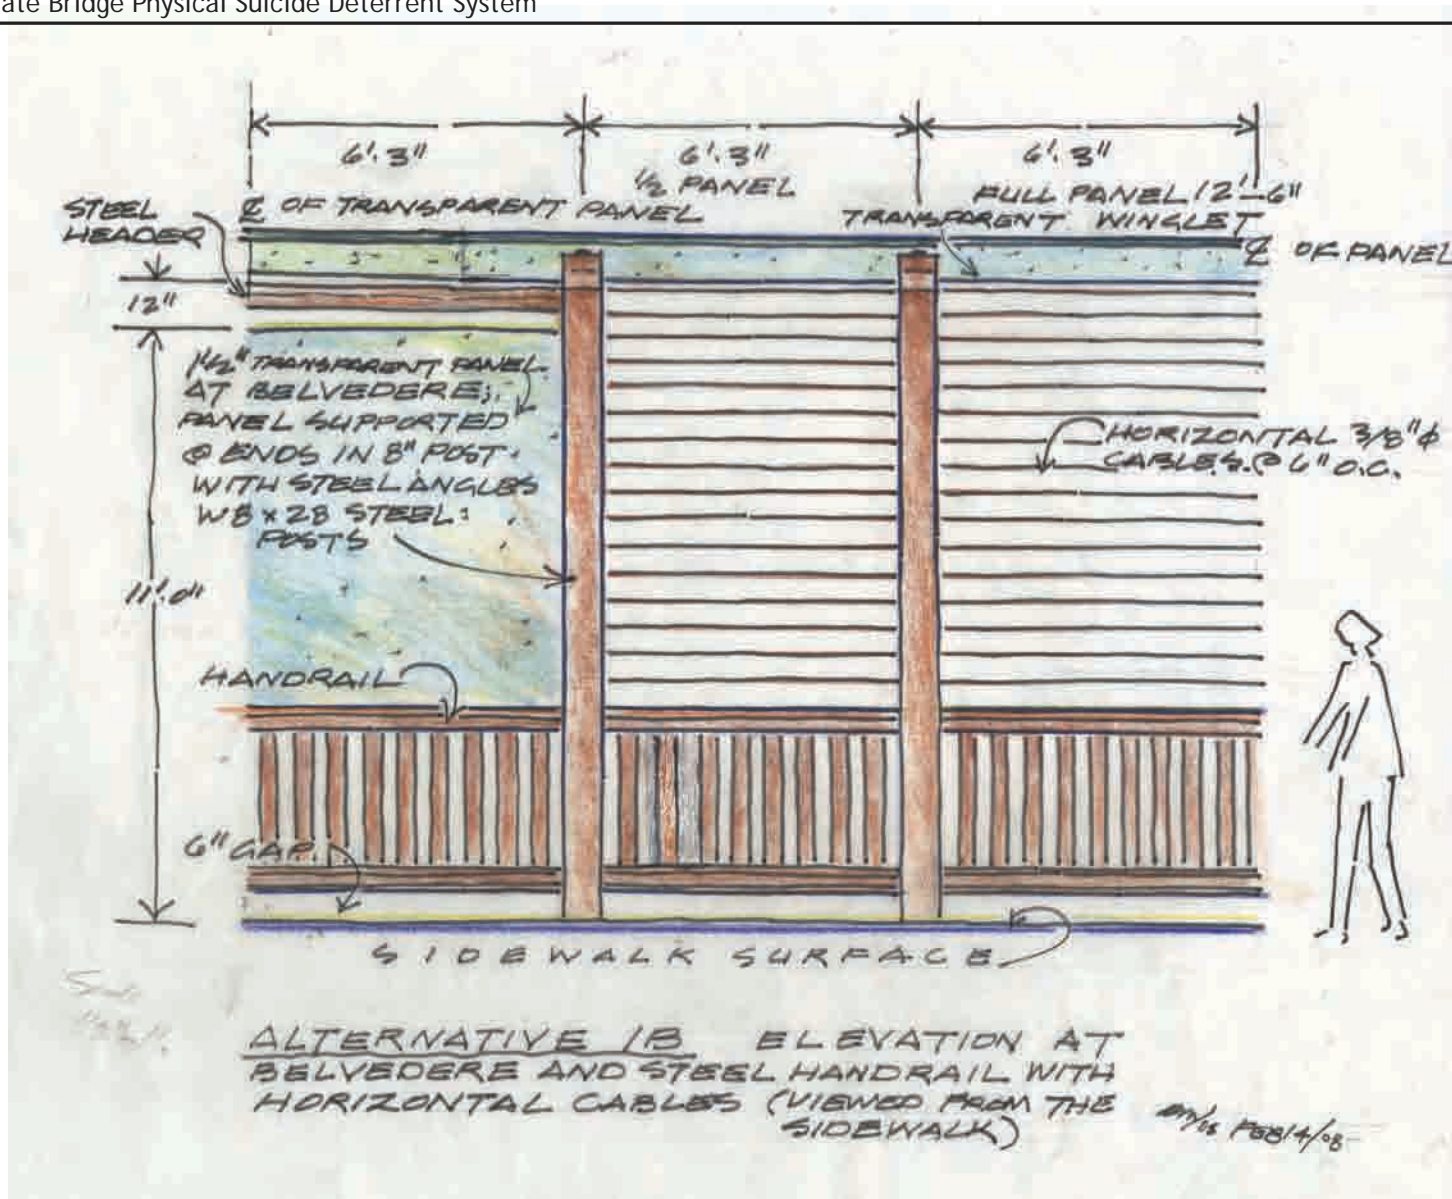 ate Bridge Physical Suicide Deterrent System
6'.3"
6'.3"
6'.3"
½ PANEL
FULL PANEL 12'-6"
STEEL
HEADER
℄ OF TRANSPARENT PANEL
TRANSPARENT WINGLET
℄ OF PANEL
12"
1½" TRANSPARENT PANEL
AT BELVEDERE;
PANEL SUPPORTED
@ ENDS IN 8" POST
WITH STEEL ANGLES
W8 x 28 STEEL
POSTS
HORIZONTAL 3/8"ϕ
CABLES @ 6" O.C.
11'.0"
HANDRAIL
6" GAP
SIDEWALK SURFACE
ALTERNATIVE 1B ELEVATION AT
BELVEDERE AND STEEL HANDRAIL WITH
HORIZONTAL CABLES (VIEWED FROM THE
SIDEWALK)
FEB14/08